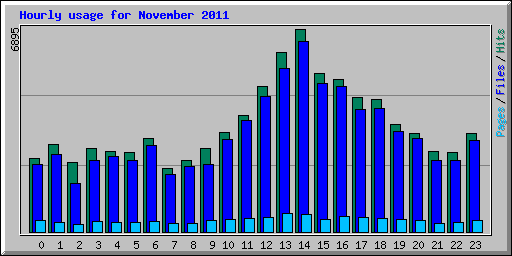 Hourly usage for November 2011
6895
Pages / Files / Hits
0 1 2 3 4 5 6 7 8 9 10 11 12 13 14 15 16 17 18 19 20 21 22 23